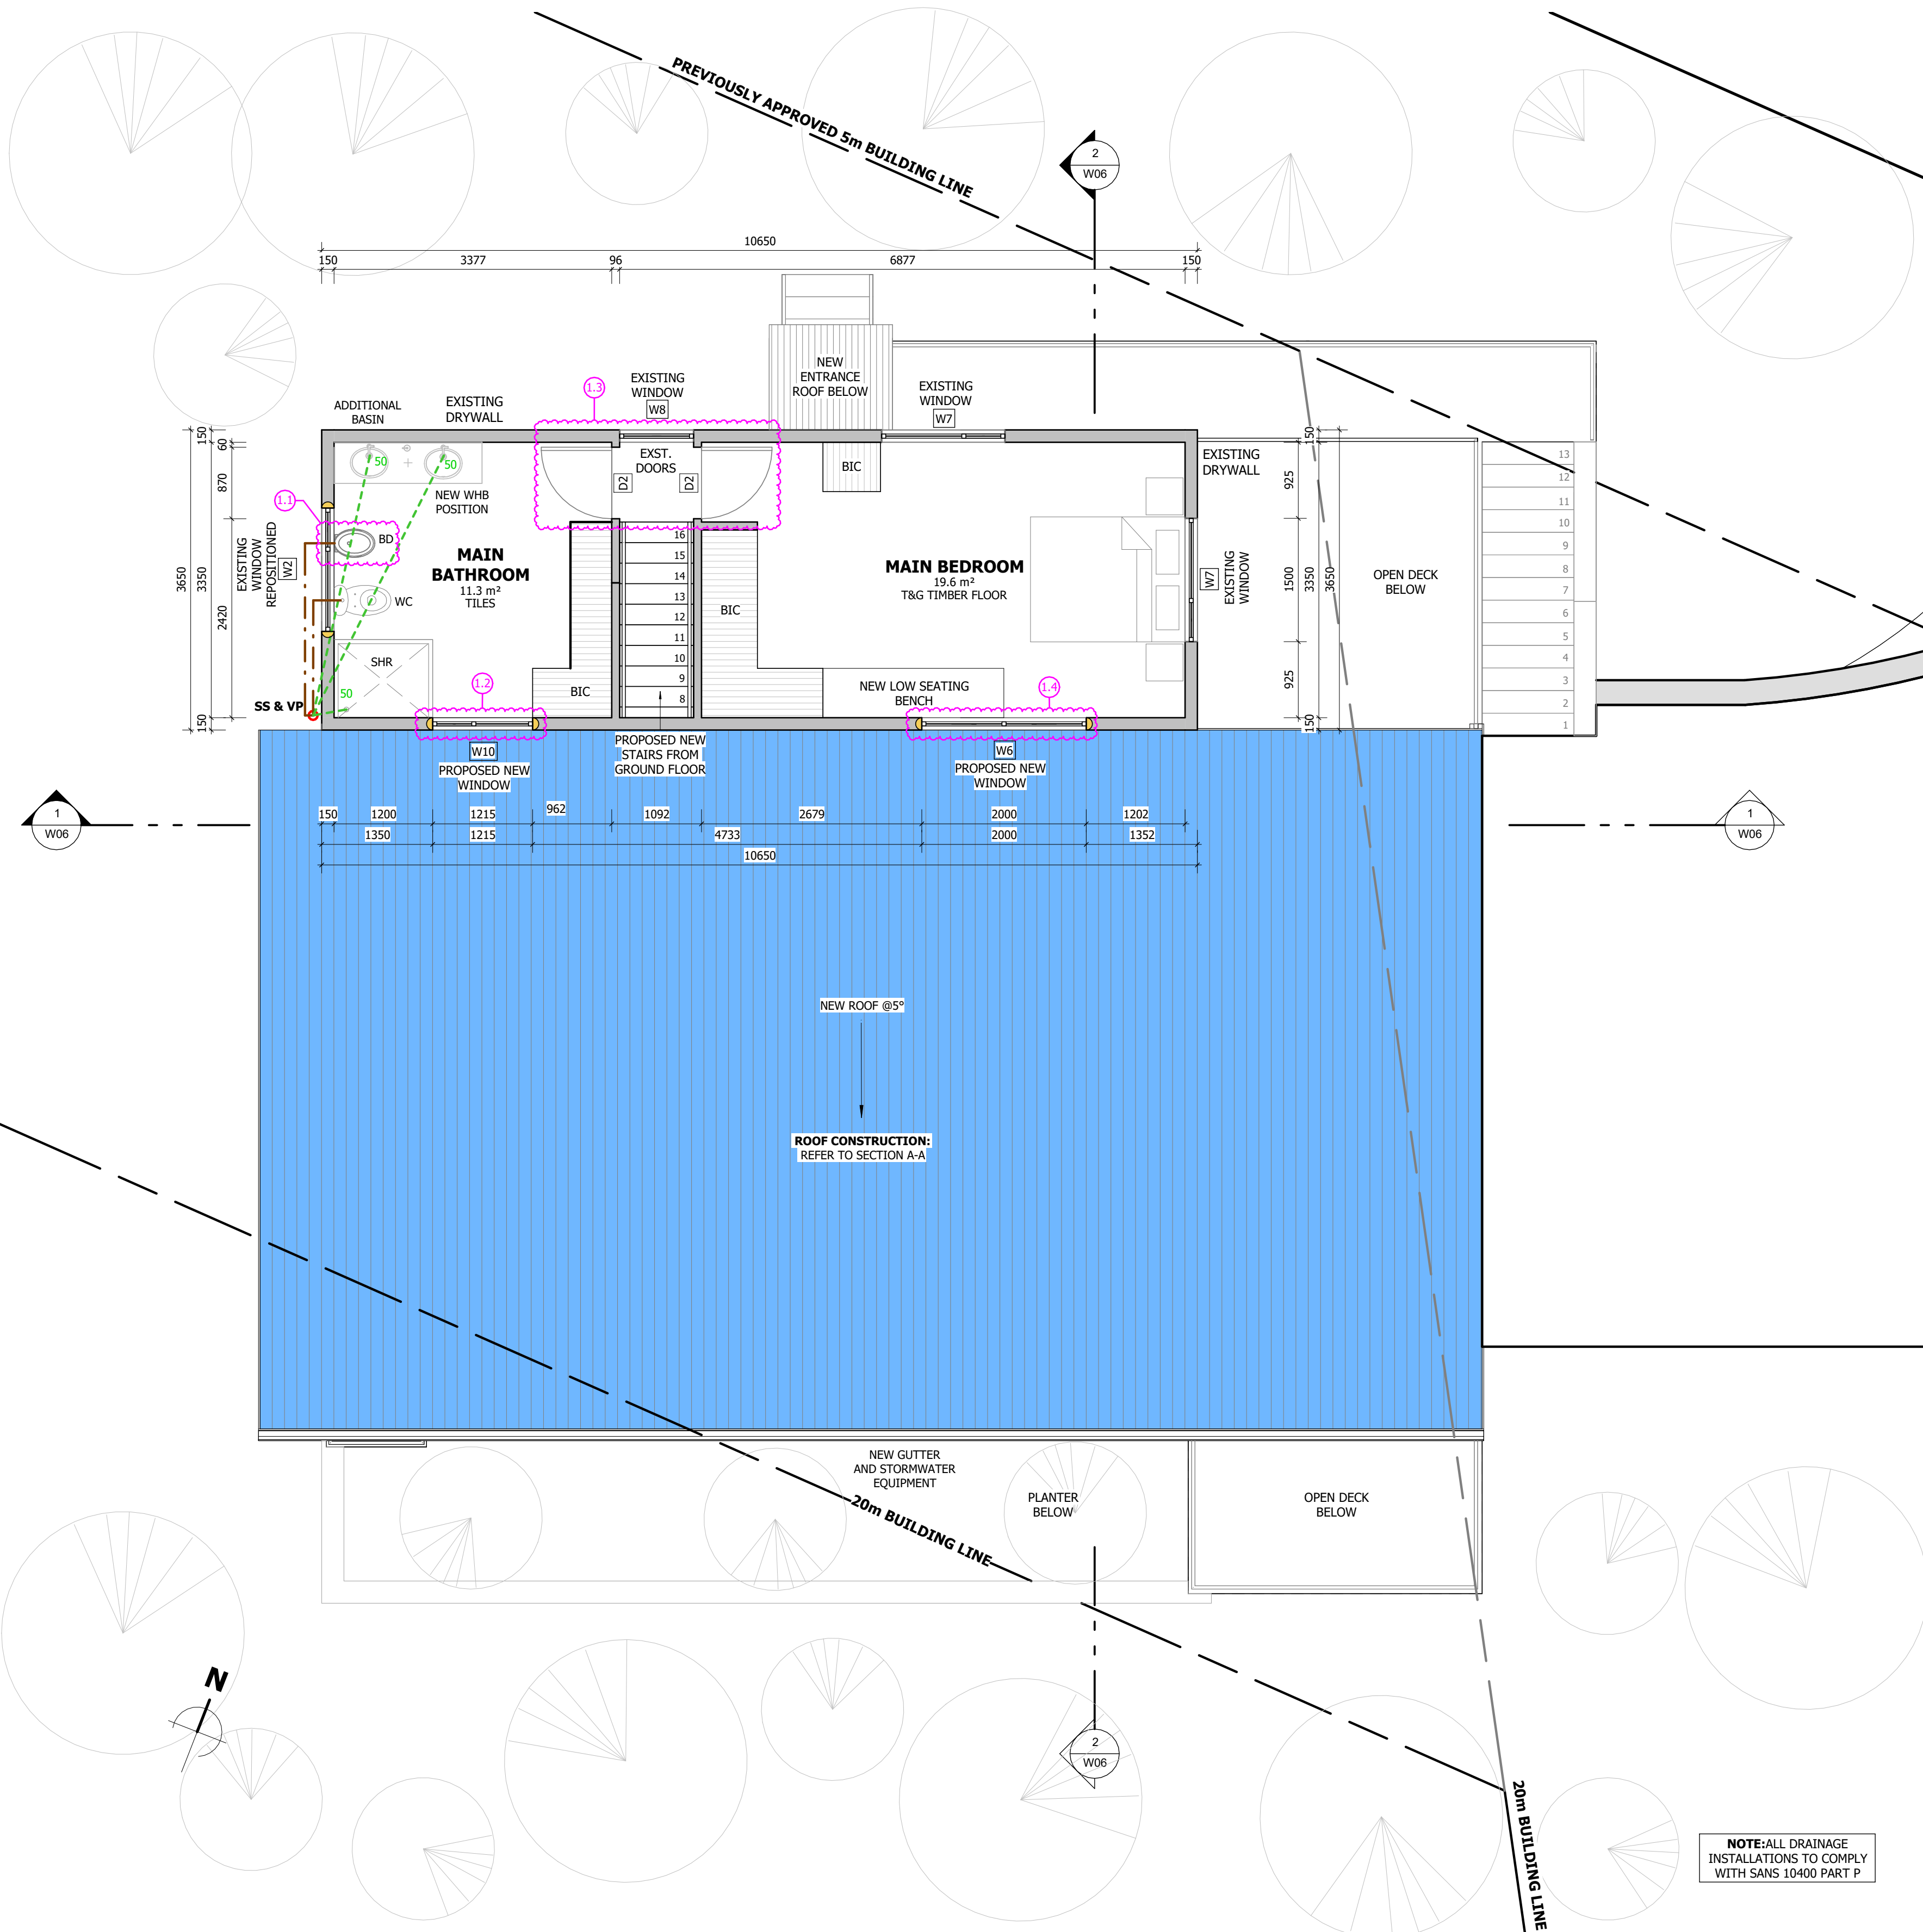 PREVIOUSLY APPROVED 5m BUILDING LINE
2
W06
10650
150
3377
96
6877
150
NEW
ENTRANCE
ROOF BELOW
1.3
EXISTING
WINDOW
W8
EXISTING
WINDOW
W7
ADDITIONAL
BASIN
EXISTING
DRYWALL
3650
3350
150
60
870
2420
150
EXISTING
WINDOW
REPOSITIONED
W2
1.1
50
50
NEW WHB
POSITION
BD
MAIN
BATHROOM
11.3 m²
TILES
WC
SHR
50
SS & VP
1.2
BIC
EXST.
DOORS
D2
D2
16
15
14
13
12
11
10
9
8
BIC
BIC
MAIN BEDROOM
19.6 m²
T&G TIMBER FLOOR
NEW LOW SEATING
BENCH
1.4
EXISTING
DRYWALL
W7
EXISTING
WINDOW
150
925
1500
925
150
3350
3650
OPEN DECK
BELOW
13
12
11
10
9
8
7
6
5
4
3
2
1
W10
PROPOSED NEW
WINDOW
PROPOSED NEW
STAIRS FROM
GROUND FLOOR
W6
PROPOSED NEW
WINDOW
1
W06
150
1200
1215
962
1092
2679
2000
1202
1350
1215
4733
2000
1352
10650
1
W06
NEW ROOF @5°
ROOF CONSTRUCTION:
REFER TO SECTION A-A
NEW GUTTER
AND STORMWATER
EQUIPMENT
20m BUILDING LINE
PLANTER
BELOW
OPEN DECK
BELOW
N
2
W06
20m BUILDING LINE
NOTE:ALL DRAINAGE
INSTALLATIONS TO COMPLY
WITH SANS 10400 PART P